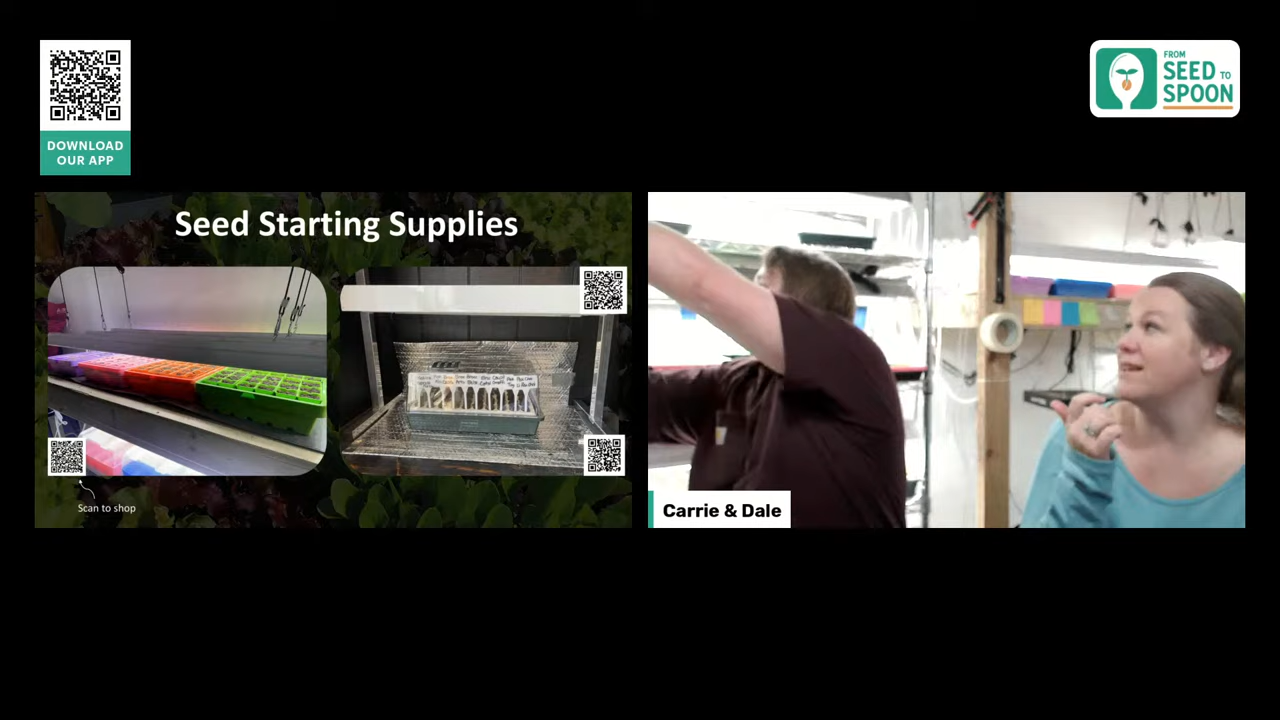 DOWNLOAD
OUR APP
FROM
SEED TO
SPOON
Seed Starting Supplies
Scan to shop
Carrie & Dale